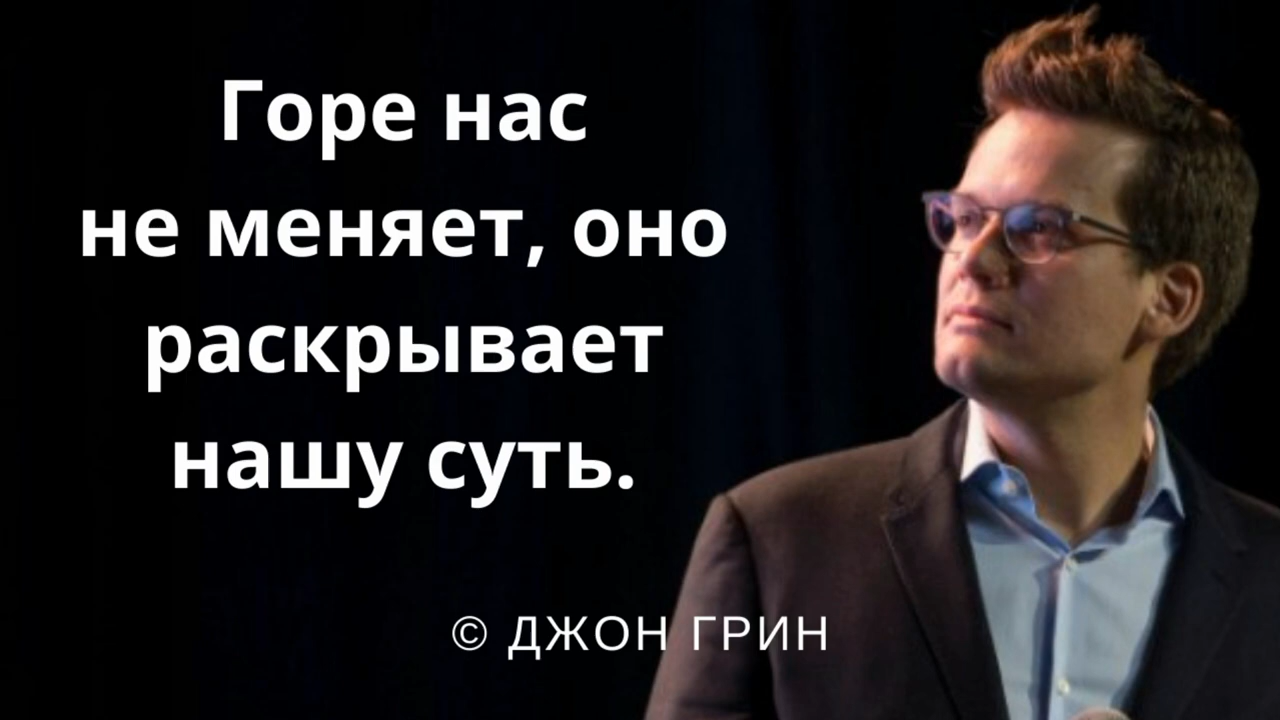 Горе нас
не меняет, оно
раскрывает
нашу суть.
© ДЖОН ГРИН